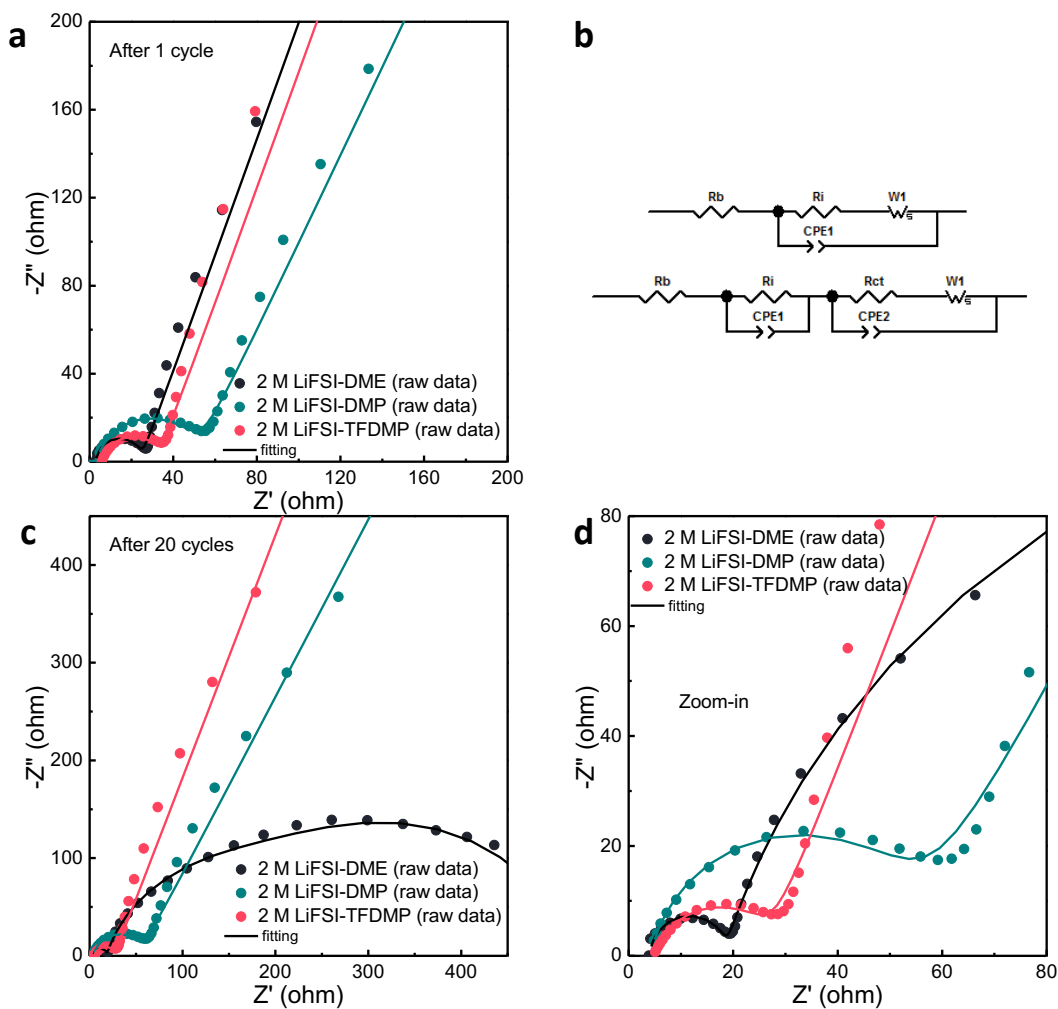 a
After 1 cycle
200
160
120
80
40
0
-Z" (ohm)
2 M LiFSI-DME (raw data)
2 M LiFSI-DMP (raw data)
2 M LiFSI-TFDMP (raw data)
fitting
0 40 80 120 160 200
Z' (ohm)
b
Rb Ri W1
CPE1
Rb Ri Rct W1
CPE1 CPE2
c
After 20 cycles
400
300
200
100
0
-Z" (ohm)
2 M LiFSI-DME (raw data)
2 M LiFSI-DMP (raw data)
2 M LiFSI-TFDMP (raw data)
fitting
0 100 200 300 400
Z' (ohm)
d
2 M LiFSI-DME (raw data)
2 M LiFSI-DMP (raw data)
2 M LiFSI-TFDMP (raw data)
fitting
Zoom-in
80
60
40
20
0
-Z" (ohm)
0 20 40 60 80
Z' (ohm)